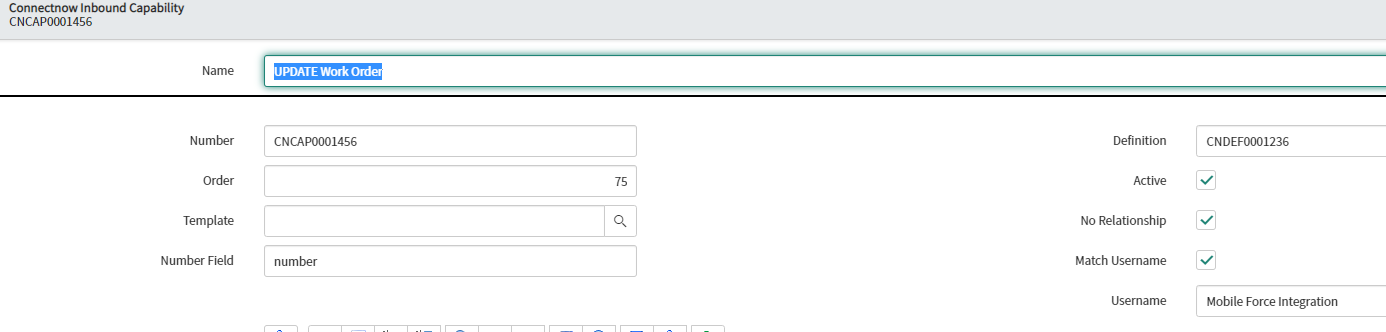 Connectnow Inbound Capability
CNCAP0001456
Name UPDATE Work Order
Number CNCAP0001456 Definition CNDEF0001236
Order 75 Active
Template No Relationship
Number Field number Match Username
Username Mobile Force Integration